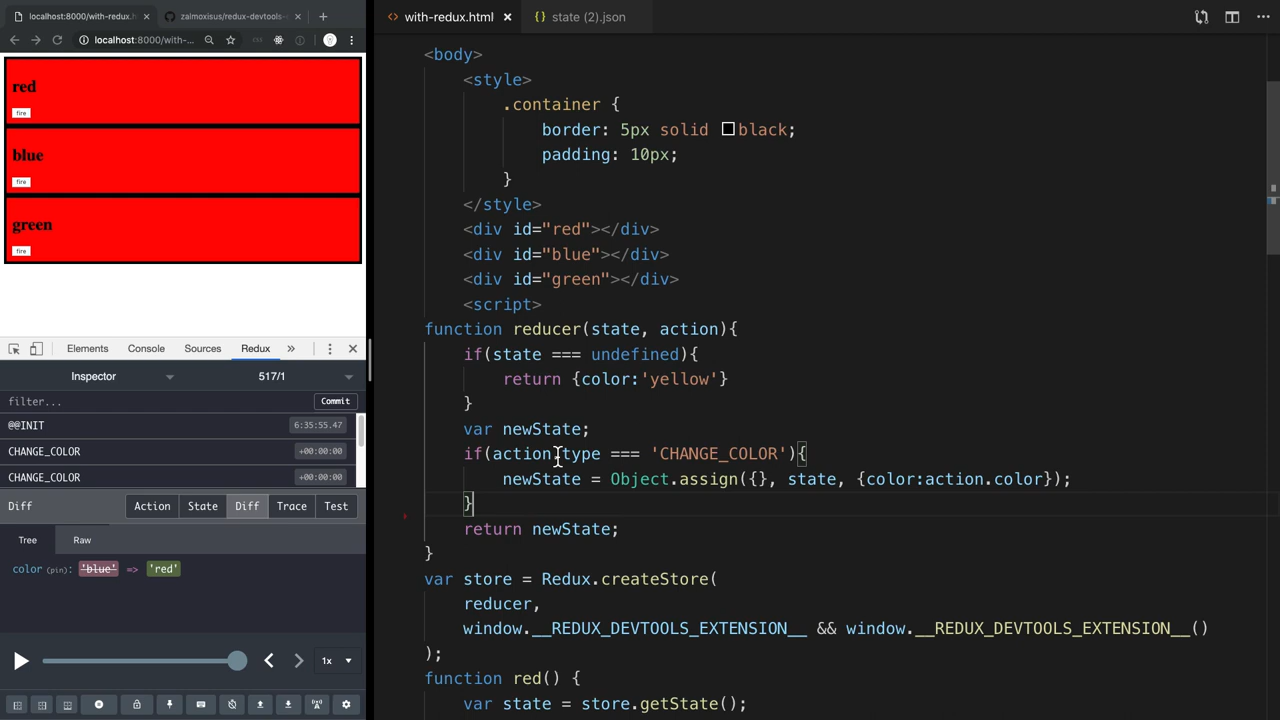 localhost:8000/with-redux.h
zalmoxisus/redux-devtools-
localhost:8000/with-...
red
fire
blue
fire
green
fire
Elements Console Sources Redux »
Inspector 517/1
filter... Commit
@@INIT 6:35:55.47
CHANGE_COLOR +00:00:00
CHANGE_COLOR +00:00:00
Diff Action State Diff Trace Test
Tree Raw
color (pin): 'blue' => 'red'
1x
with-redux.html
state (2).json
<body>
<style>
.container {
border: 5px solid black;
padding: 10px;
}
</style>
<div id="red"></div>
<div id="blue"></div>
<div id="green"></div>
<script>
function reducer(state, action){
if(state === undefined){
return {color:'yellow'}
}
var newState;
if(action.type === 'CHANGE_COLOR'){
newState = Object.assign({}, state, {color:action.color});
}
return newState;
}
var store = Redux.createStore(
reducer,
window.__REDUX_DEVTOOLS_EXTENSION__ && window.__REDUX_DEVTOOLS_EXTENSION__()
);
function red() {
var state = store.getState();